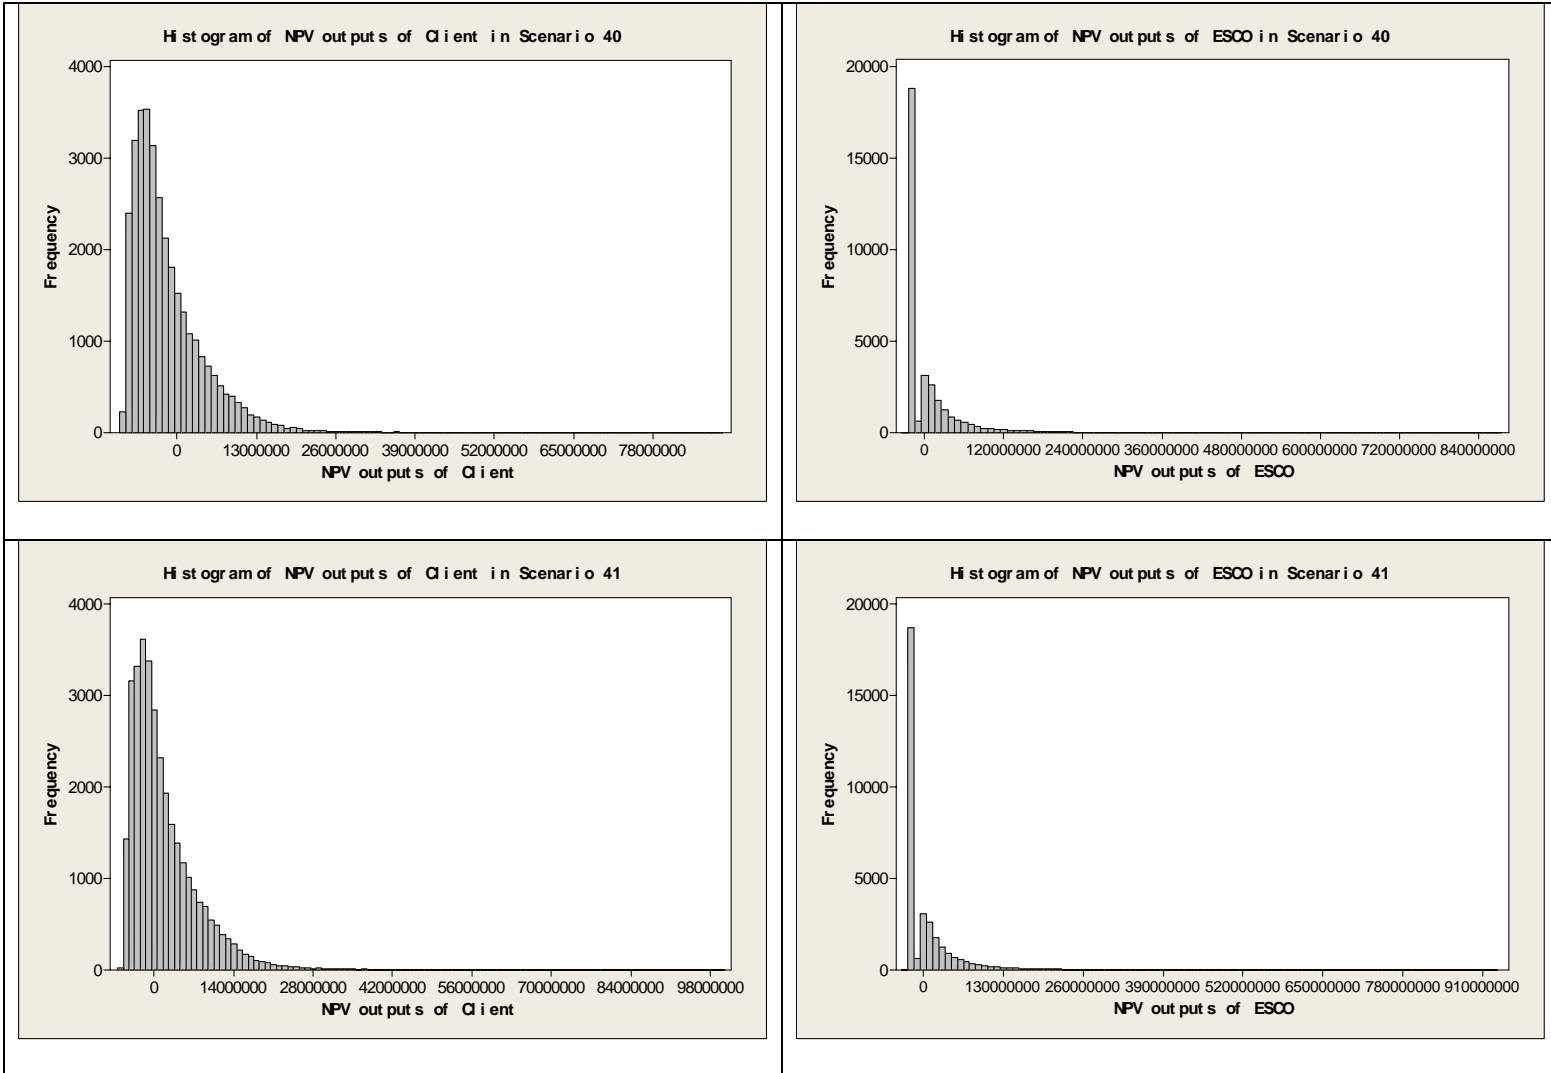 Histogram of NPV outputs of Client in Scenario 40
4000
3000
2000
1000
0
Frequency
0 13000000 26000000 39000000 52000000 65000000 78000000
NPV outputs of Client
Histogram of NPV outputs of ESCO in Scenario 40
20000
15000
10000
5000
0
Frequency
0 120000000 240000000 360000000 480000000 600000000 720000000 840000000
NPV outputs of ESCO
Histogram of NPV outputs of Client in Scenario 41
4000
3000
2000
1000
0
Frequency
0 14000000 28000000 42000000 56000000 70000000 84000000 98000000
NPV outputs of Client
Histogram of NPV outputs of ESCO in Scenario 41
20000
15000
10000
5000
0
Frequency
0 130000000 260000000 390000000 520000000 650000000 780000000 910000000
NPV outputs of ESCO